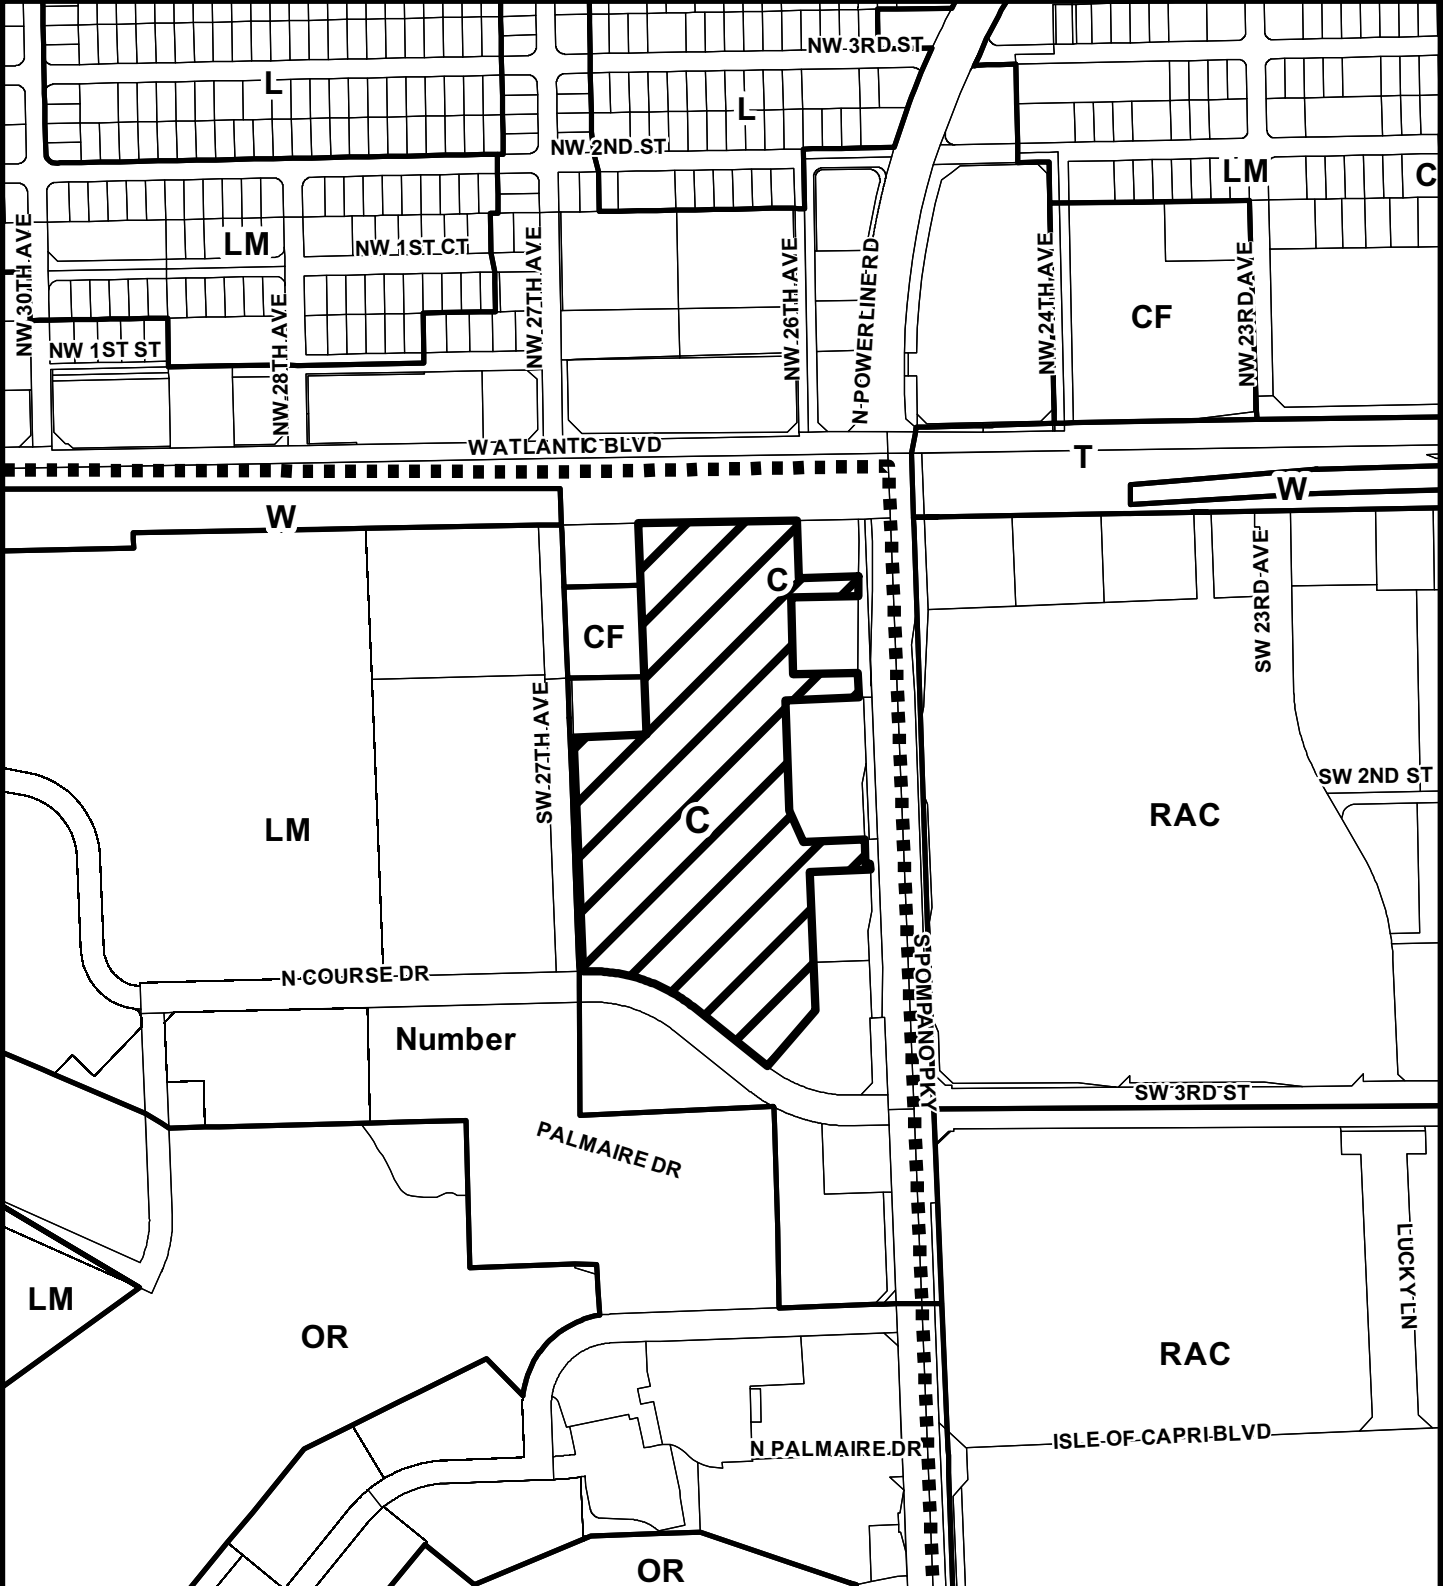 NW 3RD ST
L
L
NW 2ND ST
LM
C
NW 30TH AVE
LM
NW 1ST CT
NW 27TH AVE
NW 26TH AVE
N POWERLINE RD
NW 24TH AVE
CF
NW 23RD AVE
NW 1ST ST
NW 28TH AVE
W ATLANTIC BLVD
T
W
W
C
SW 23RD AVE
CF
SW 27TH AVE
SW 2ND ST
C
LM
RAC
N COURSE DR
S POMPANO PKY
Number
SW 3RD ST
PALMAIRE DR
LUCKY LN
LM
OR
RAC
ISLE OF CAPRI BLVD
N PALMAIRE DR
OR